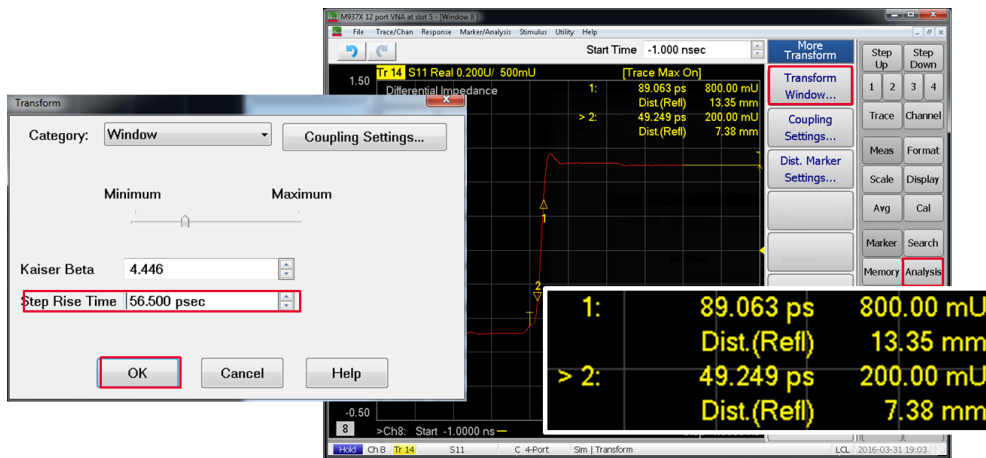 M937X 12 port VNA at slot 5 - [Window 8]
File Trace/Chan Response Marker/Analysis Stimulus Utility Help
Start Time -1.000 nsec
More Transform
Tr 14 S11 Real 0.200U/ 500mU
[Trace Max On]
1.50
Differential Impedance
1: 89.063 ps 800.00 mU
Dist.(Refl) 13.35 mm
> 2: 49.249 ps 200.00 mU
Dist.(Refl) 7.38 mm
1
2
-0.50
8
>Ch8: Start -1.0000 ns
Hold Ch 8 Tr 14 S11 C 4-Port Sim | Transform LCL 2016-03-31 19:03
Transform Window...
Coupling Settings...
Dist. Marker Settings...
Step Up
Step Down
1 2 3 4
Trace Channel
Meas Format
Scale Display
Avg Cal
Marker Search
Memory Analysis
Transform
Category: Window
Coupling Settings...
Minimum Maximum
Kaiser Beta 4.446
Step Rise Time 56.500 psec
OK Cancel Help
1: 89.063 ps 800.00 mU
Dist.(Refl) 13.35 mm
> 2: 49.249 ps 200.00 mU
Dist.(Refl) 7.38 mm